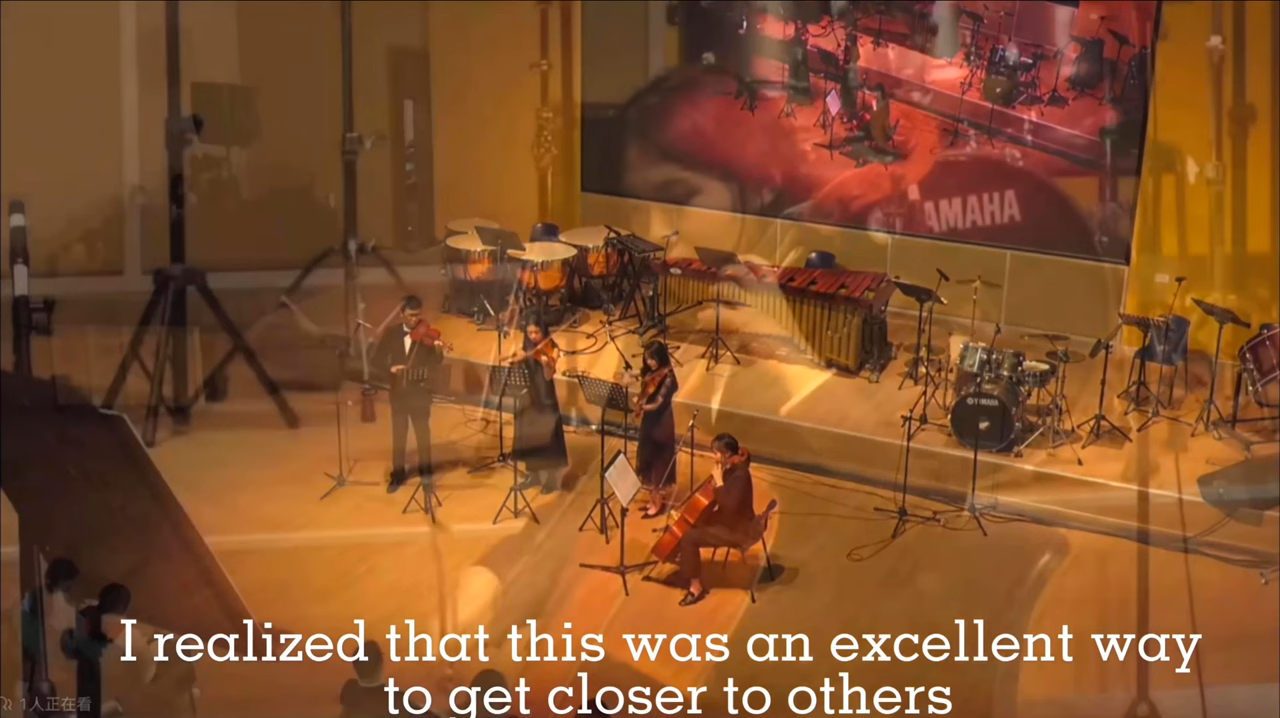 AMAHA
YAMAHA
I realized that this was an excellent way
to get closer to others
1人正在看